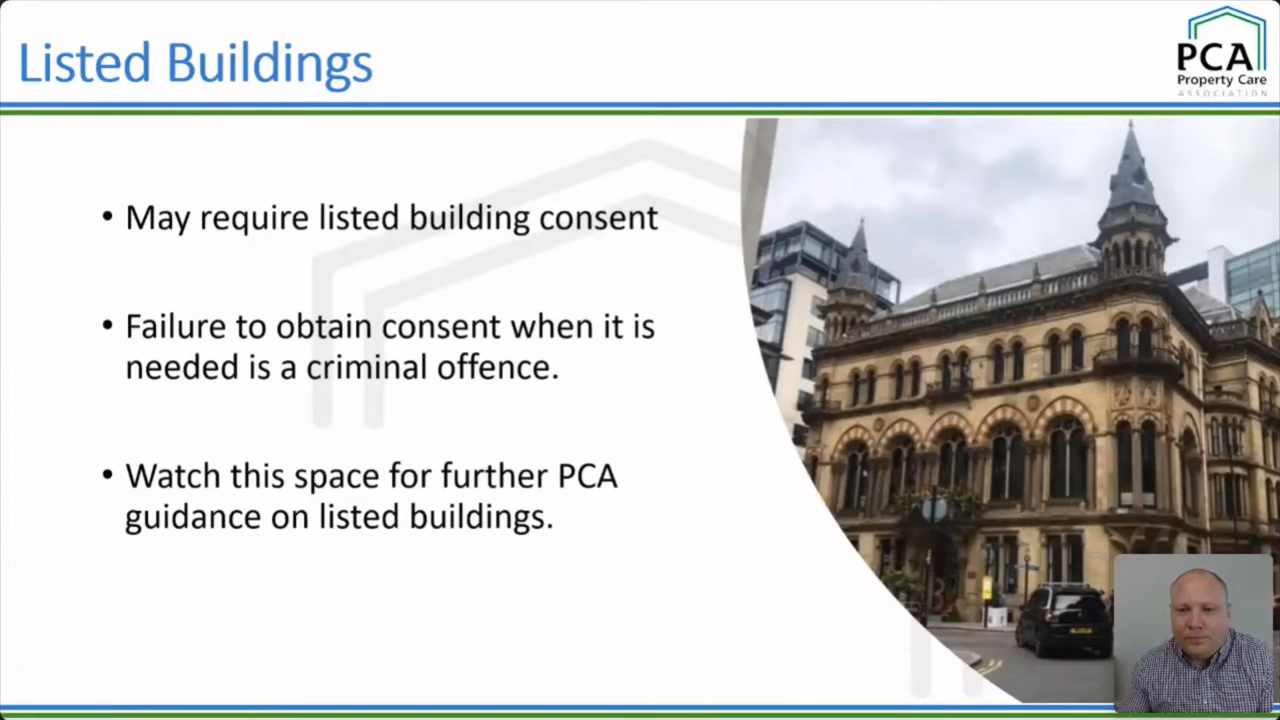 Listed Buildings
PCA
Property Care
ASSOCIATION
• May require listed building consent
• Failure to obtain consent when it is
needed is a criminal offence.
• Watch this space for further PCA
guidance on listed buildings.